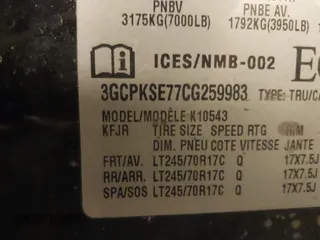 PNBV PNBE AV.
3175KG(7000LB) 1792KG(3950LB)
ICES/NMB-002
3GCPKSE77CG259983 TYPE: TRU/CA
MODEL/MODÈLE K10543
KFJR TIRE SIZE SPEED RTG RIM
DIM. PNEU COTE VITESSE JANTE
FRT/AV. LT245/70R17C Q 17X7.5J
RR/ARR. LT245/70R17C Q 17X7.5J
SPA/SOS LT245/70R17C Q 17X7.5J